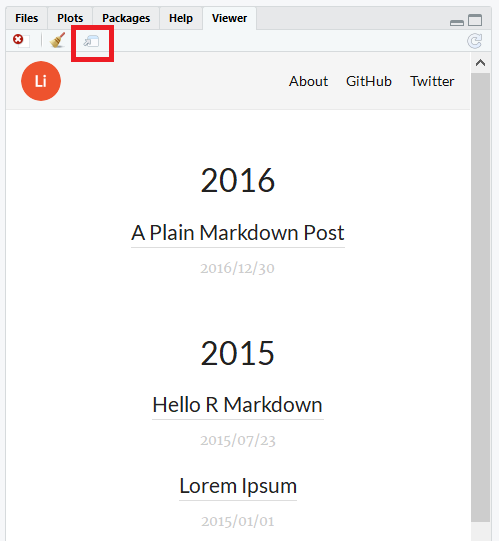 Files Plots Packages Help Viewer
Li About GitHub Twitter
2016
A Plain Markdown Post
2016/12/30
2015
Hello R Markdown
2015/07/23
Lorem Ipsum
2015/01/01